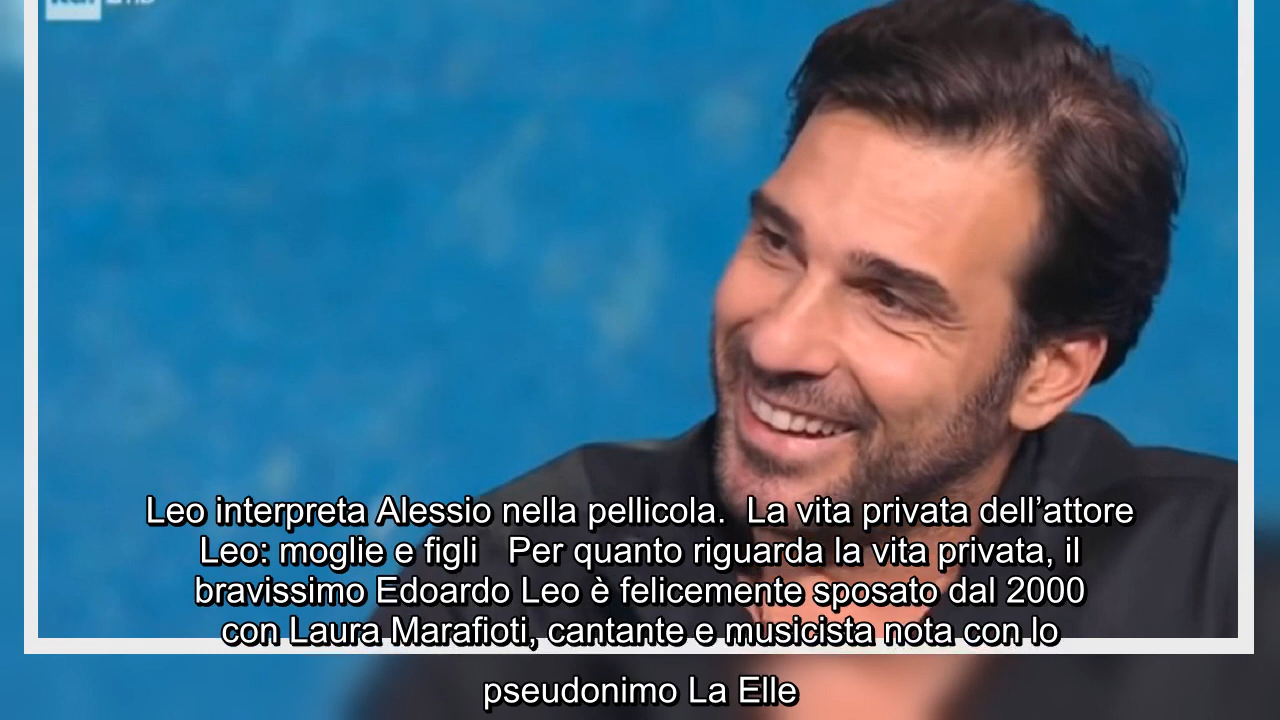 Leo interpreta Alessio nella pellicola.  La vita privata dell’attore
Leo: moglie e figli   Per quanto riguarda la vita privata, il
bravissimo Edoardo Leo è felicemente sposato dal 2000
con Laura Marafioti, cantante e musicista nota con lo
pseudonimo La Elle